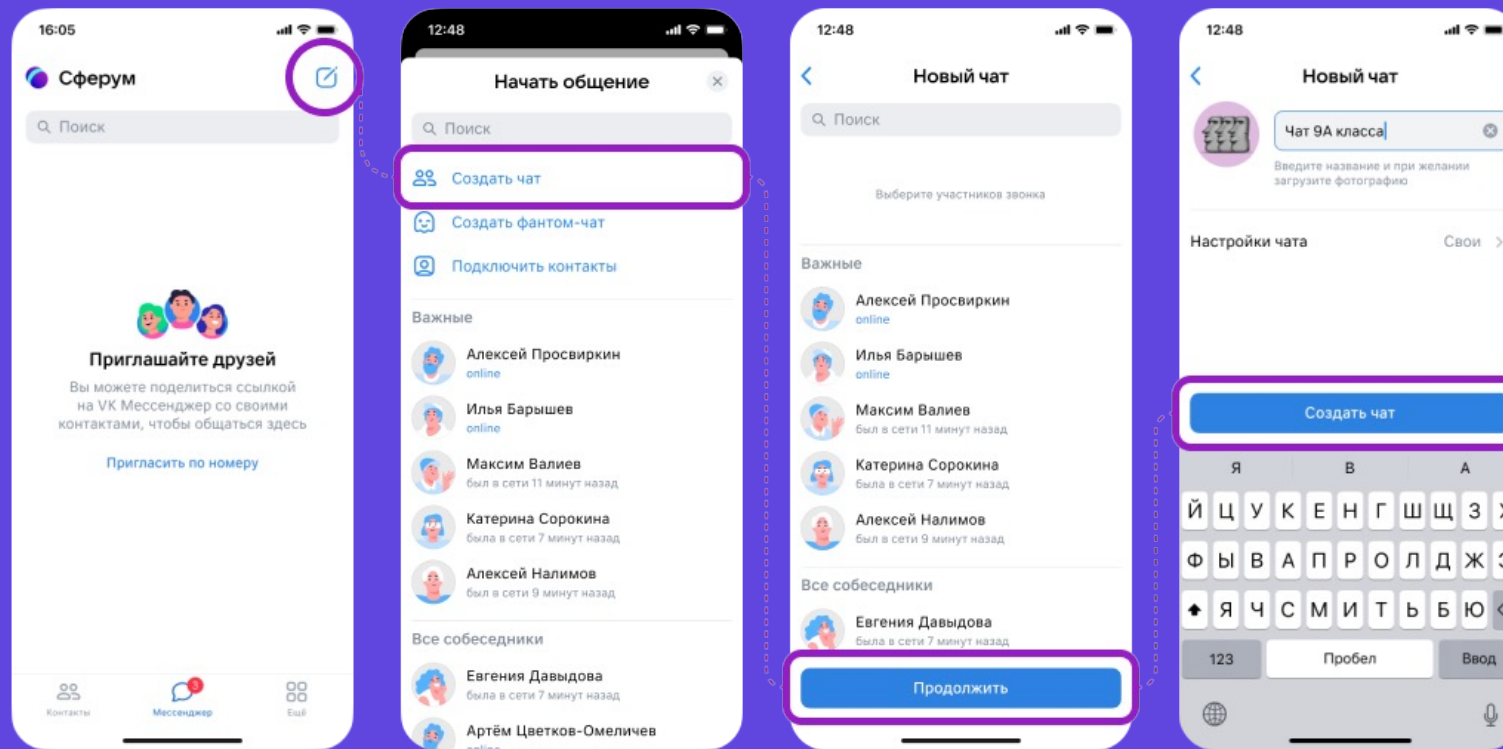 16:05
Сферум
Поиск
Приглашайте друзей
Вы можете поделиться ссылкой
на VK Мессенджер со своими
контактами, чтобы общаться здесь
Пригласить по номеру
3
Контакты
Мессенджер
Ещё
12:48
Начать общение
Поиск
Создать чат
Создать фантом-чат
Подключить контакты
Важные
Алексей Просвиркин
online
Илья Барышев
online
Максим Валиев
был в сети 11 минут назад
Катерина Сорокина
была в сети 7 минут назад
Алексей Налимов
был в сети 9 минут назад
Все собеседники
Евгения Давыдова
была в сети 7 минут назад
Артём Цветков-Омеличев
online
12:48
Новый чат
Поиск
Выберите участников звонка
Важные
Алексей Просвиркин
online
Илья Барышев
online
Максим Валиев
был в сети 11 минут назад
Катерина Сорокина
была в сети 7 минут назад
Алексей Налимов
был в сети 9 минут назад
Все собеседники
Евгения Давыдова
была в сети 7 минут назад
Продолжить
12:48
Новый чат
Чат 9А класса
Введите название и при желании
загрузите фотографию
Настройки чата Свои
Создать чат
Я В А
Й Ц У К Е Н Г Ш Щ З Х
Ф Ы В А П Р О Л Д Ж Э
Я Ч С М И Т Ь Б Ю
123 Пробел Ввод